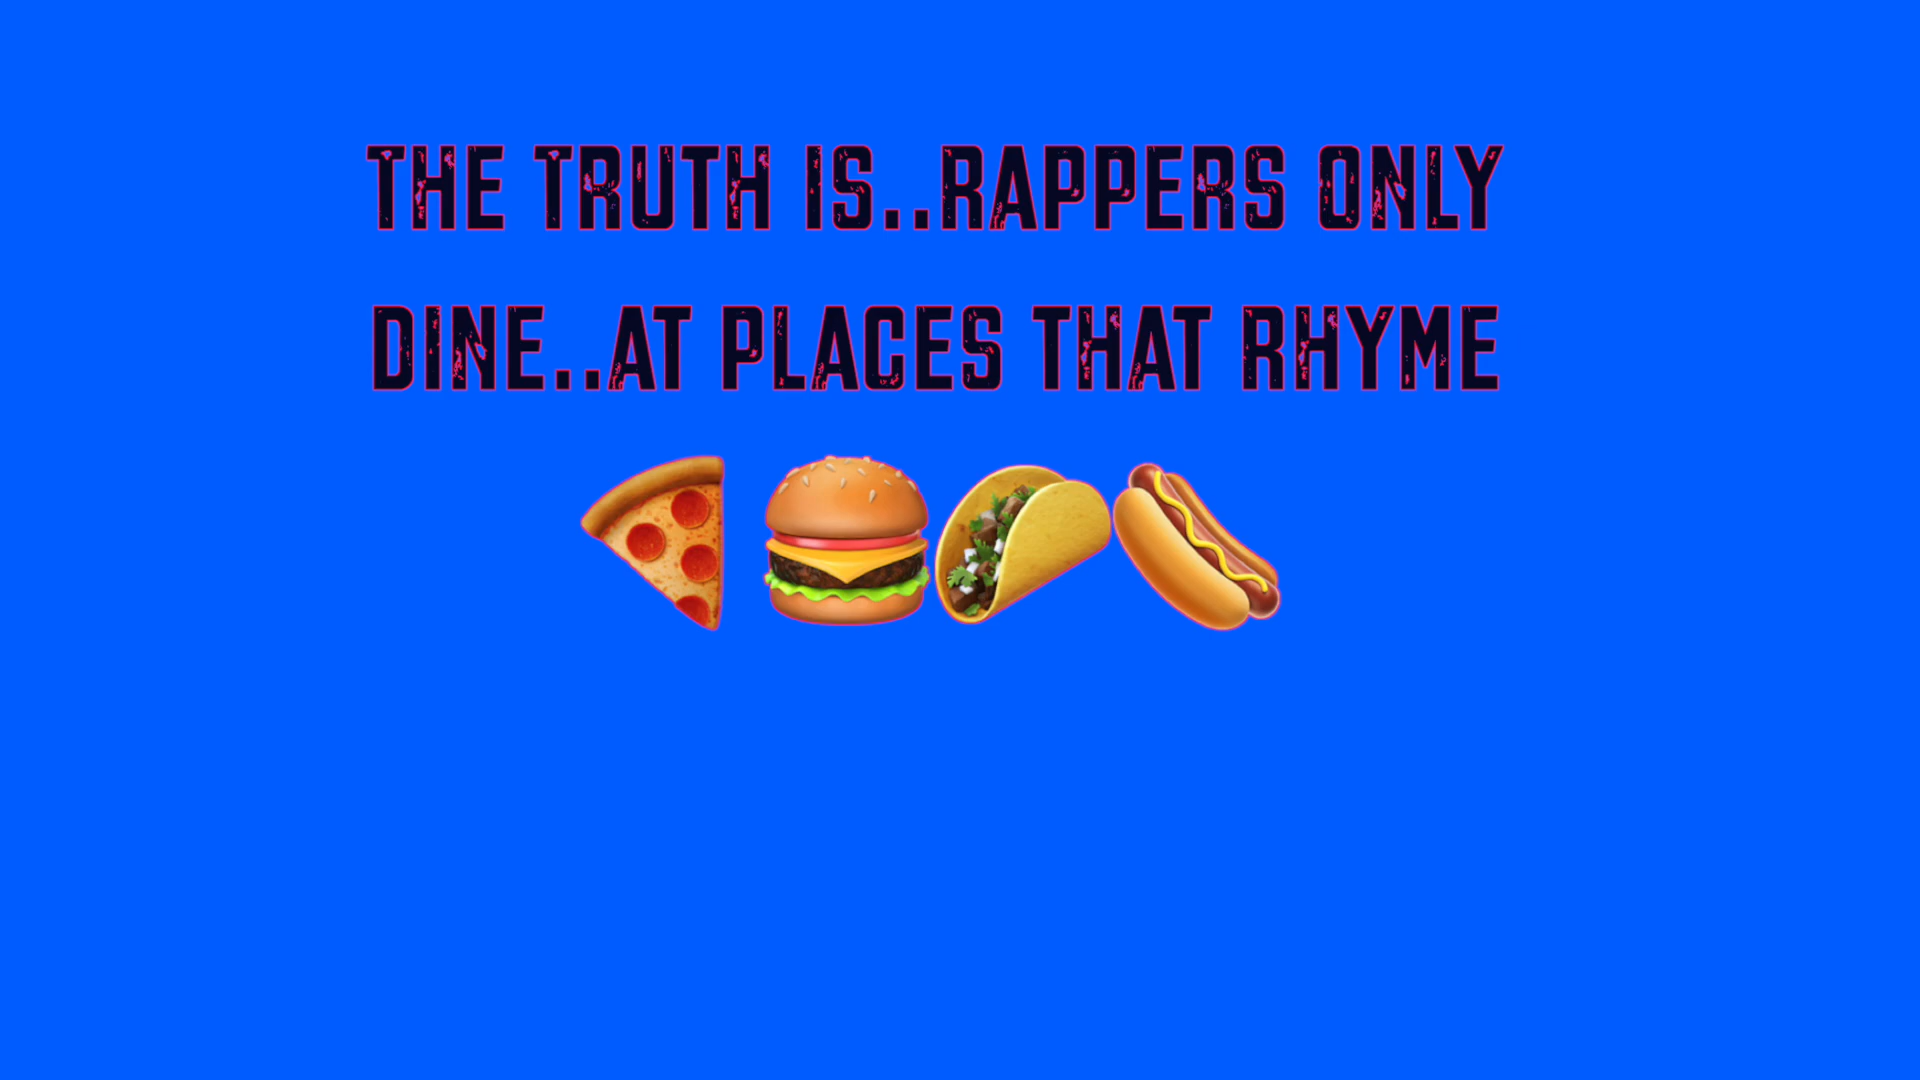 THE TRUTH IS..RAPPERS ONLY
DINE..AT PLACES THAT RHYME
🍕🍔🌮🌭